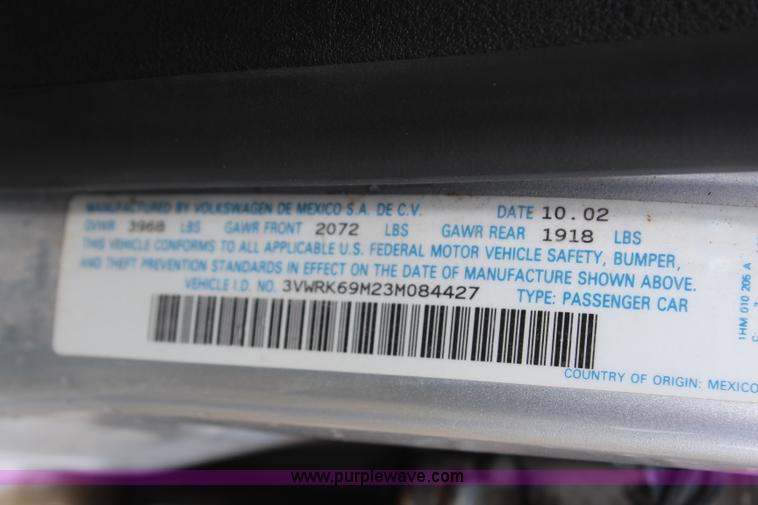 MANUFACTURED BY VOLKSWAGEN DE MEXICO S.A. DE C.V. DATE 10.02
GVWR 3968 LBS GAWR FRONT 2072 LBS GAWR REAR 1918 LBS
THIS VEHICLE CONFORMS TO ALL APPLICABLE U.S. FEDERAL MOTOR VEHICLE SAFETY, BUMPER,
AND THEFT PREVENTION STANDARDS IN EFFECT ON THE DATE OF MANUFACTURE SHOWN ABOVE.
VEHICLE I.D. NO. 3VWRK69M23M084427 TYPE: PASSENGER CAR
COUNTRY OF ORIGIN: MEXICO
1HM 010 205 A
www.purplewave.com